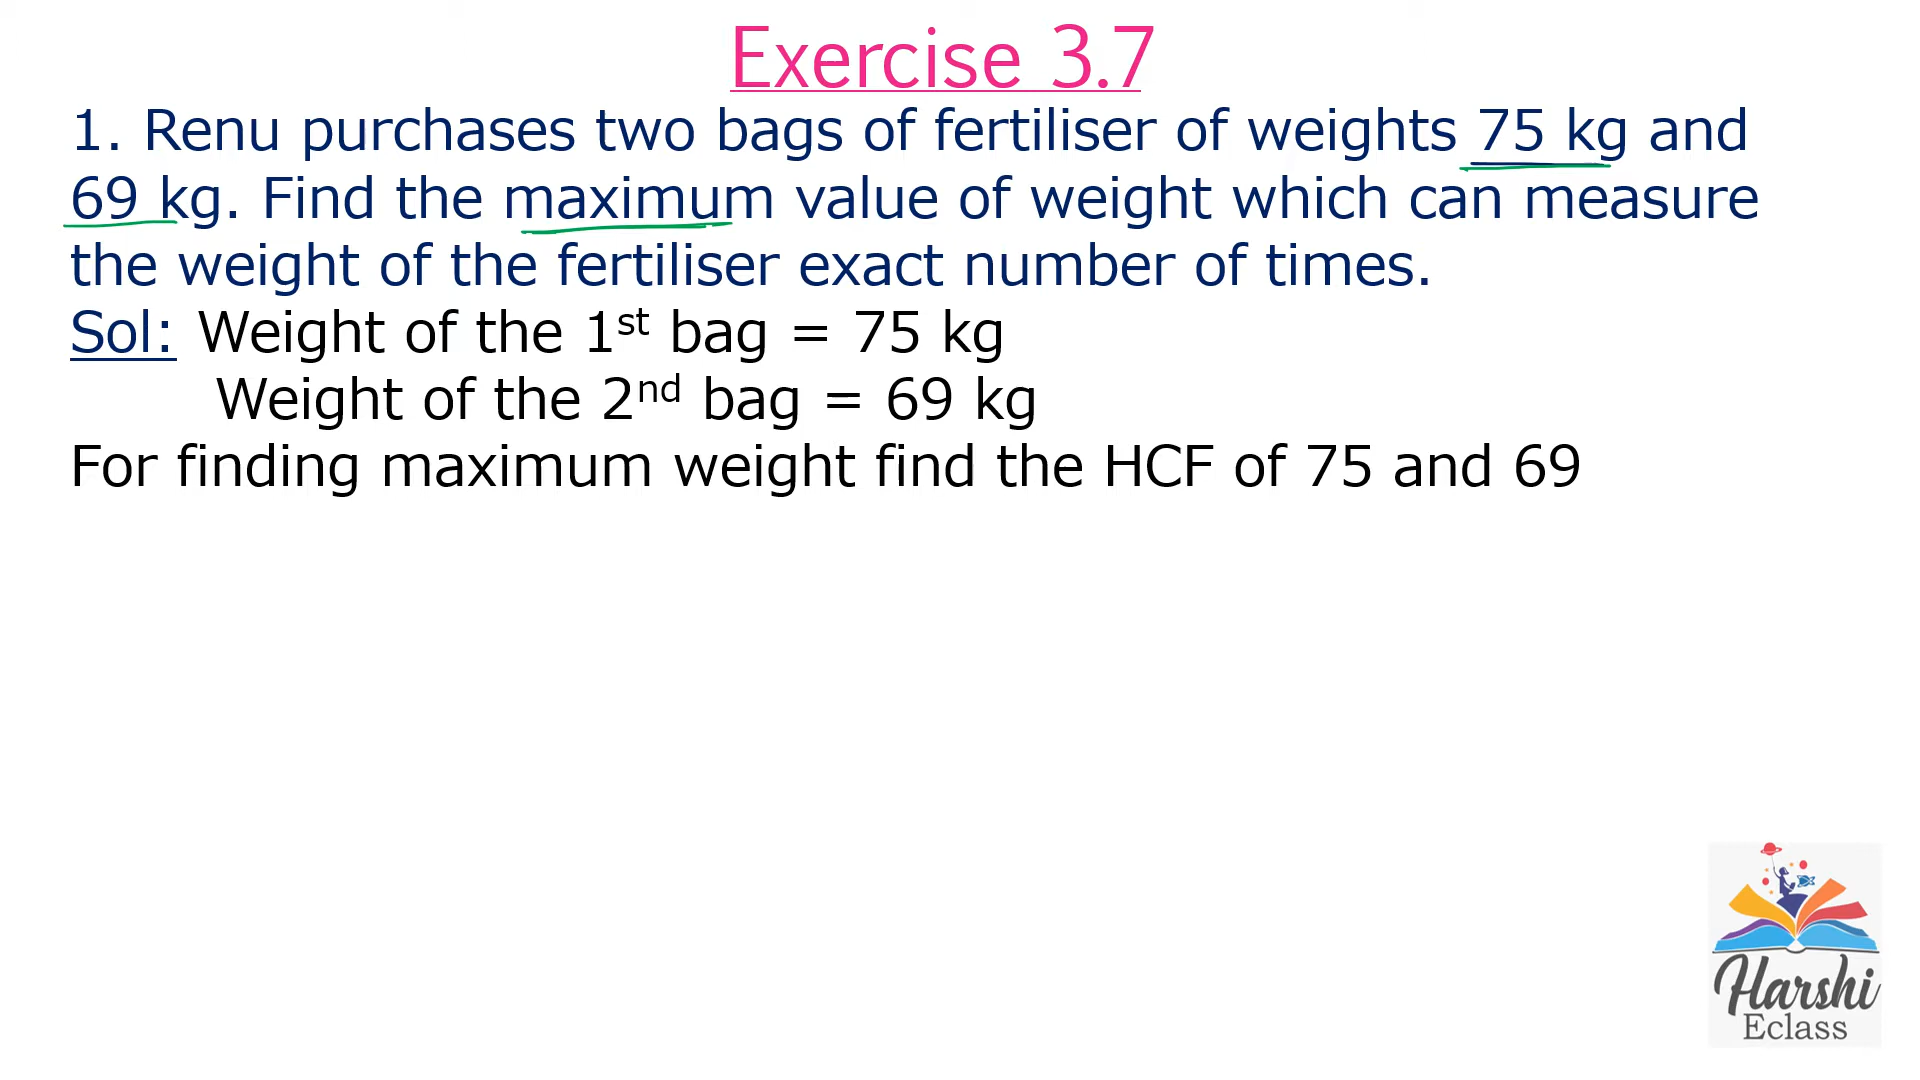 Exercise 3.7
1. Renu purchases two bags of fertiliser of weights 75 kg and
69 kg. Find the maximum value of weight which can measure
the weight of the fertiliser exact number of times.
Sol: Weight of the 1st bag = 75 kg
Weight of the 2nd bag = 69 kg
For finding maximum weight find the HCF of 75 and 69
Harshi
Eclass